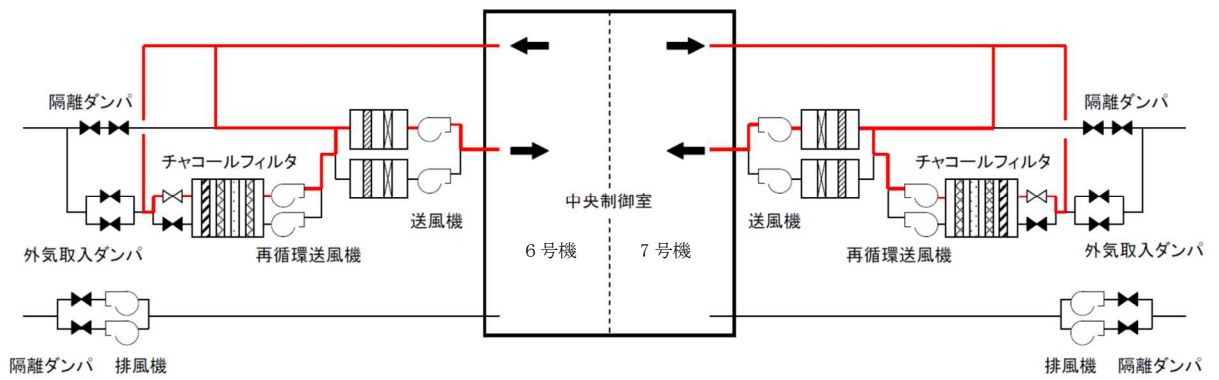 隔離ダンパ
隔離ダンパ
チャコールフィルタ
チャコールフィルタ
中央制御室
送風機
送風機
外気取入ダンパ
再循環送風機
6号機
7号機
再循環送風機
外気取入ダンパ
隔離ダンパ
排風機
排風機
隔離ダンパ